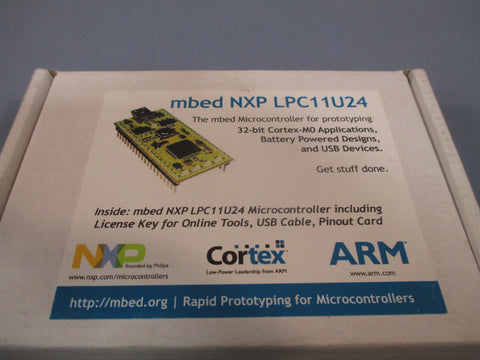 mbed NXP LPC11U24
The mbed Microcontroller for prototyping
32-bit Cortex-M0 Applications,
Battery Powered Designs,
and USB Devices.
Get stuff done.
Inside: mbed NXP LPC11U24 Microcontroller including
License Key for Online Tools, USB Cable, Pinout Card
NXP
founded by Philips
www.nxp.com/microcontrollers
Cortex
Low-Power Leadership from ARM
ARM
www.arm.com
http://mbed.org | Rapid Prototyping for Microcontrollers